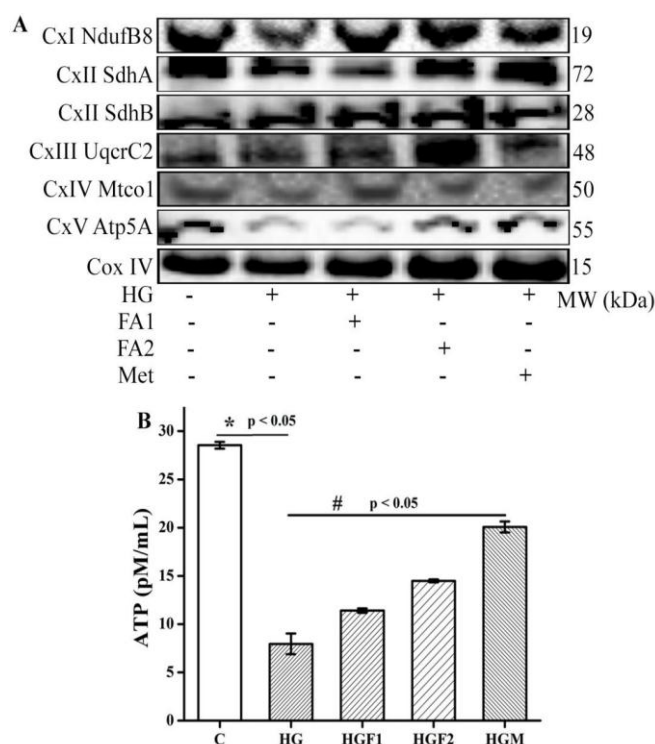 A
CxI NdufB8 19
CxII SdhA 72
CxII SdhB 28
CxIII UqcrC2 48
CxIV Mtco1 50
CxV Atp5A 55
Cox IV 15
HG - + + + + MW (kDa)
FA1 - - + - -
FA2 - - - + -
Met - - - - +
B
* p < 0.05
# p < 0.05
ATP (pM/mL)
30
25
20
15
10
5
0
C HG HGF1 HGF2 HGM